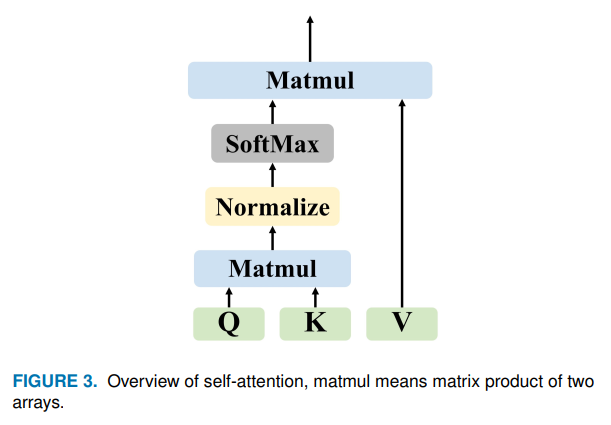 Matmul
SoftMax
Normalize
Matmul
Q K V
FIGURE 3. Overview of self-attention, matmul means matrix product of two
arrays.